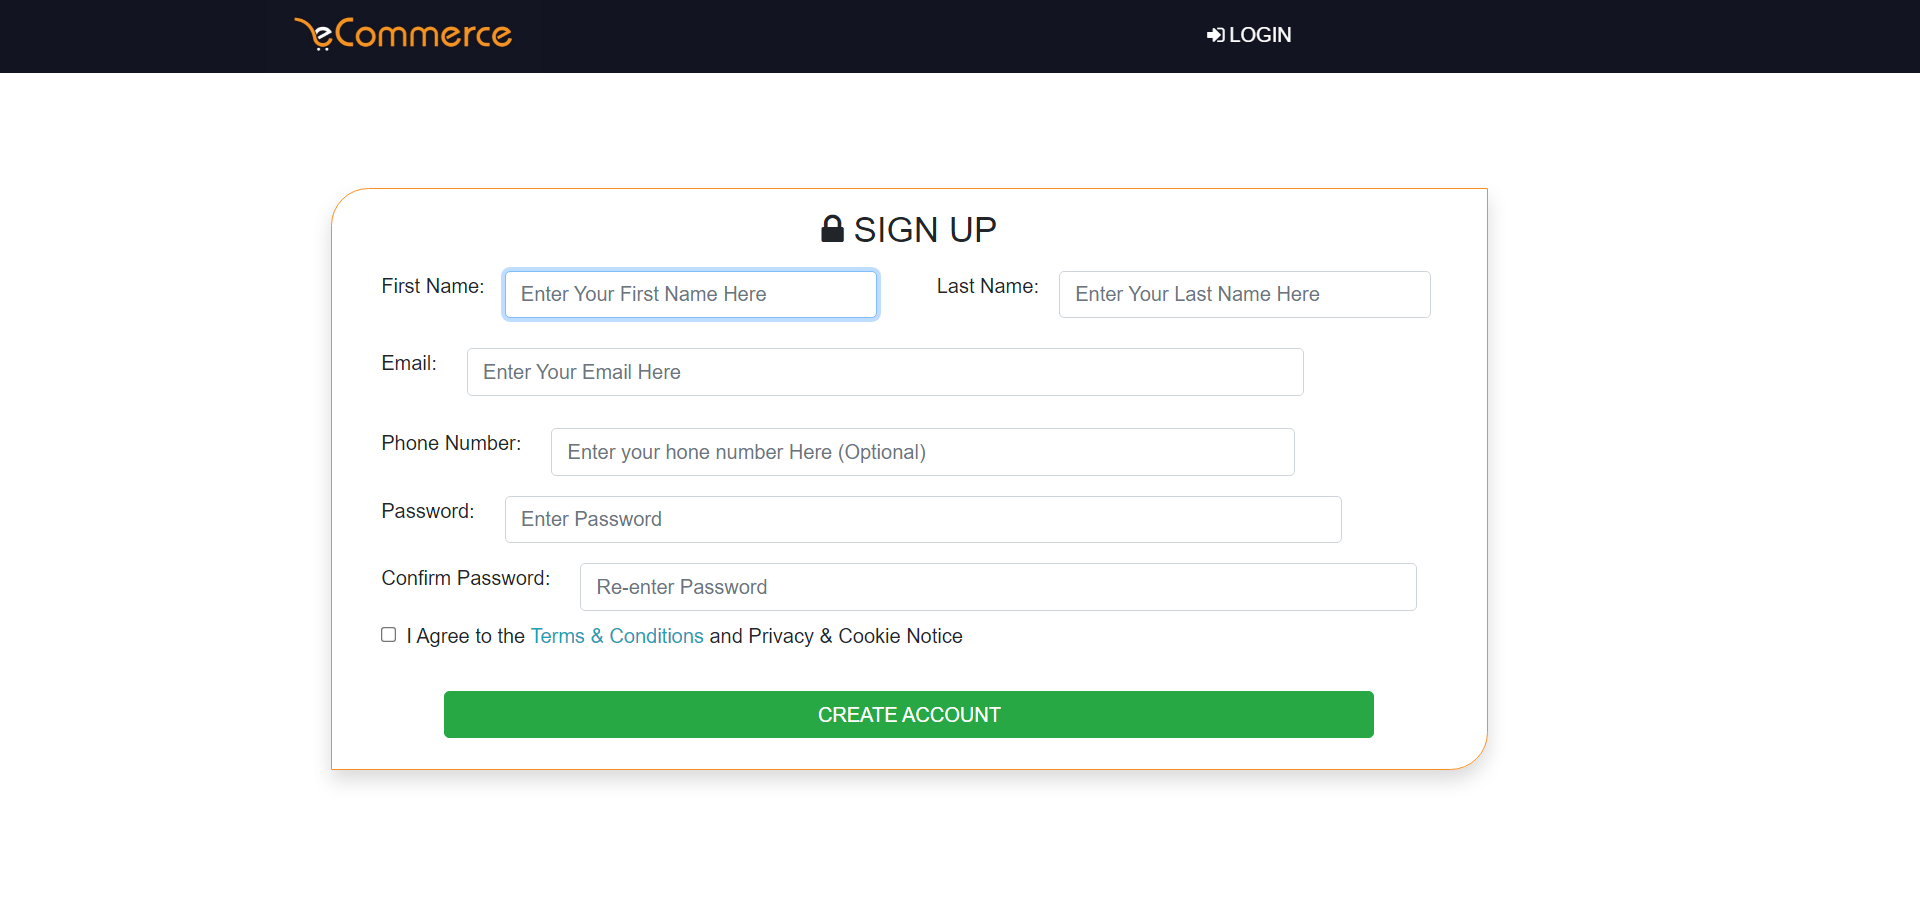 eCommerce
LOGIN
SIGN UP
First Name:
Enter Your First Name Here
Last Name:
Enter Your Last Name Here
Email:
Enter Your Email Here
Phone Number:
Enter your hone number Here (Optional)
Password:
Enter Password
Confirm Password:
Re-enter Password
I Agree to the Terms & Conditions and Privacy & Cookie Notice
CREATE ACCOUNT